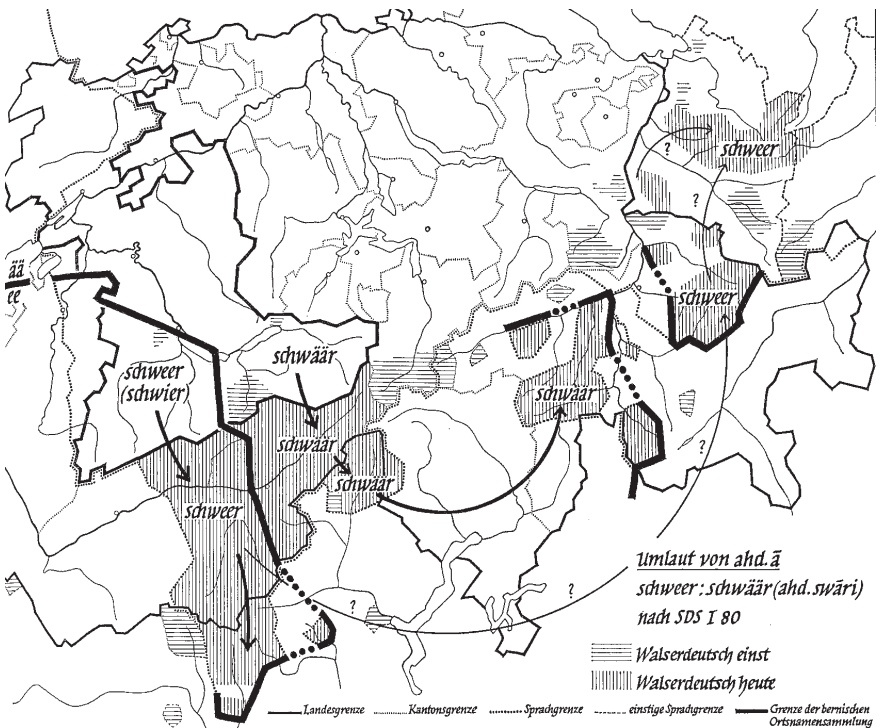 ?
schweer
?
ää
ee
schweer
schweer
(schwier)
schwäär
schwäär
schwäär
schwäär
schweer
?
?
?
Umlaut von ahd. ā
schweer : schwäär (ahd. swāri)
nach SDS I 80
Walserdeutsch einst
Walserdeutsch heute
Landesgrenze
Kantonsgrenze
Sprachgrenze
einstige Sprachgrenze
Grenze der bernischen
Ortsnamensammlung